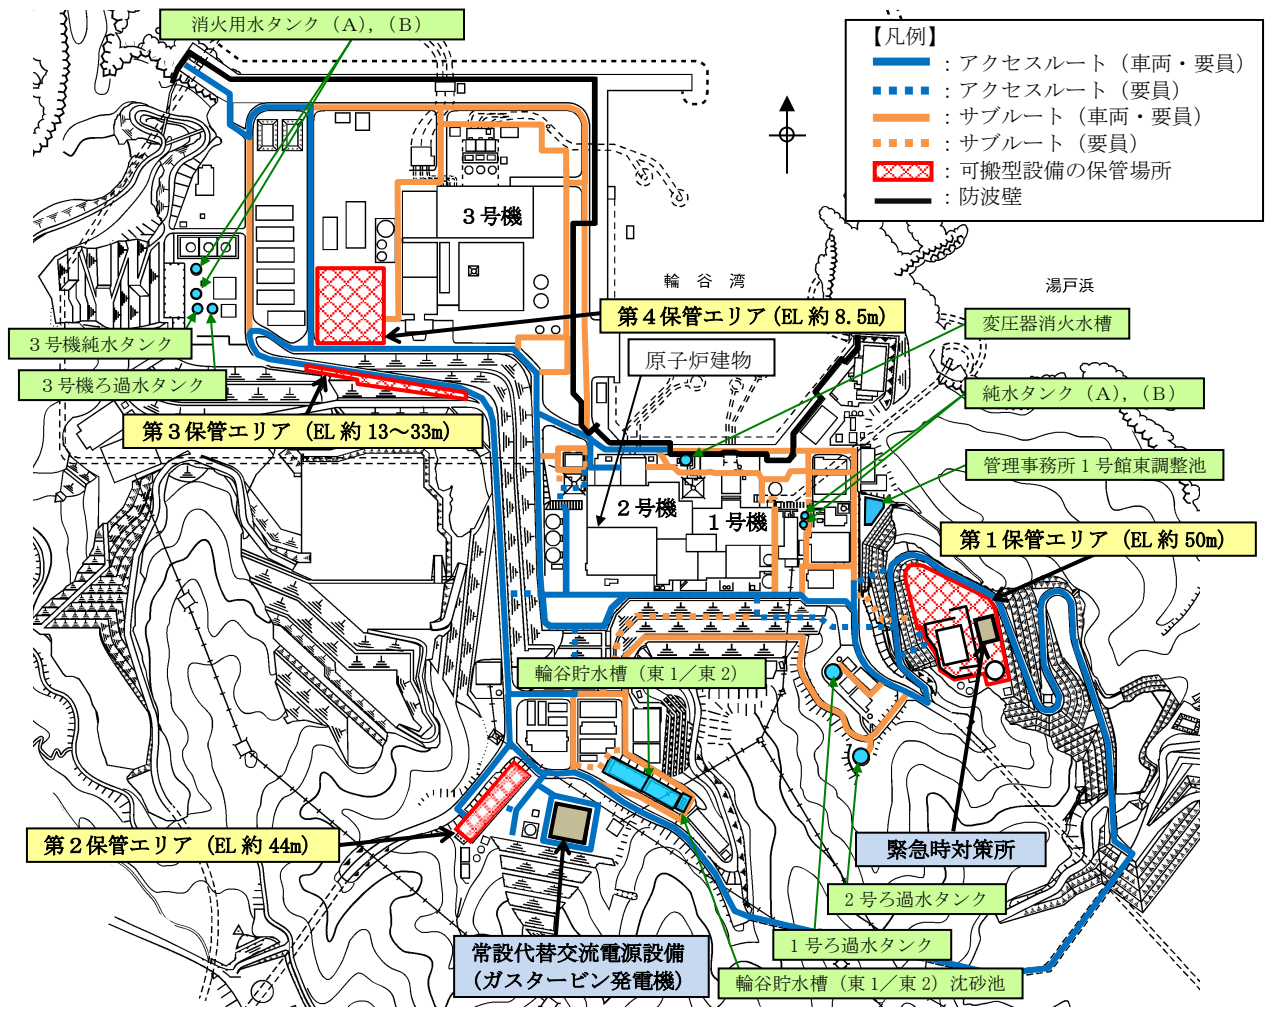 消火用水タンク（A），（B）
【凡例】
：アクセスルート（車両・要員）
：アクセスルート（要員）
：サブルート（車両・要員）
：サブルート（要員）
：可搬型設備の保管場所
：防波壁
３号機
輪谷湾
湯戸浜
第４保管エリア（EL 約 8.5m）
変圧器消火水槽
３号機純水タンク
原子炉建物
３号機ろ過水タンク
純水タンク（A），（B）
第３保管エリア（EL 約 13～33m）
管理事務所１号館東調整池
２号機
１号機
第１保管エリア（EL 約 50m）
輪谷貯水槽（東１／東２）
第２保管エリア（EL 約 44m）
緊急時対策所
２号ろ過水タンク
１号ろ過水タンク
常設代替交流電源設備
（ガスタービン発電機）
輪谷貯水槽（東１／東２）沈砂池